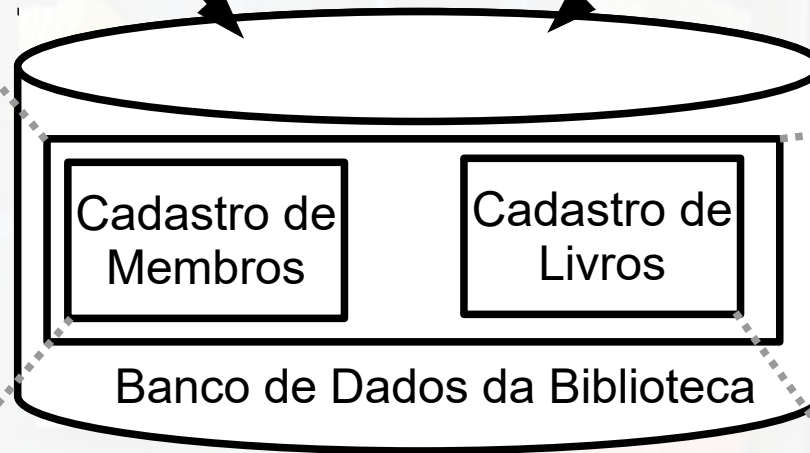 Cadastro de
Membros
Cadastro de
Livros
Banco de Dados da Biblioteca